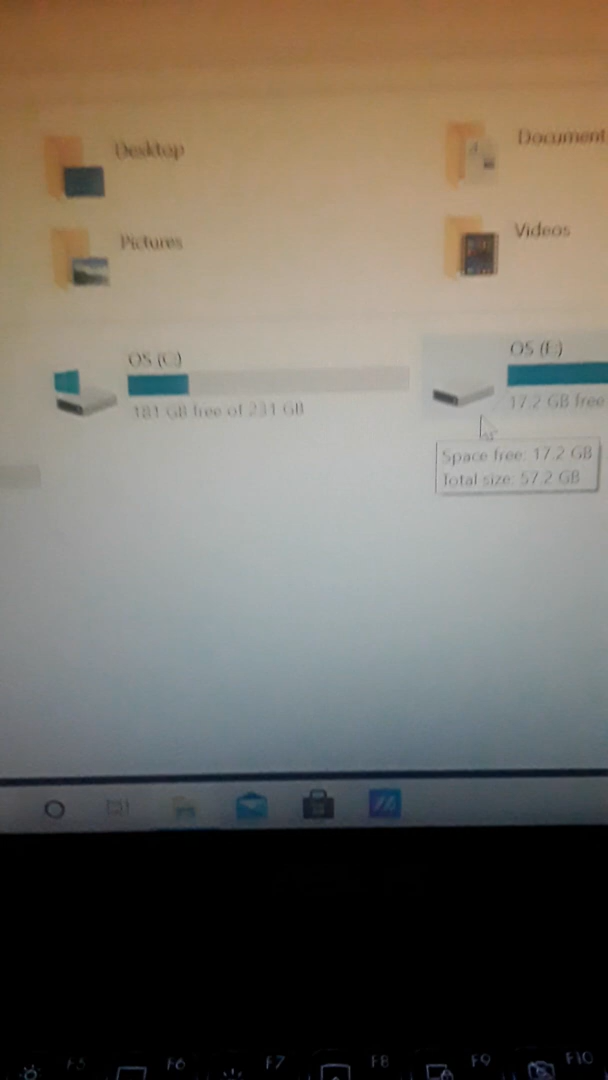 Desktop
Document
Pictures
Videos
OS (C:)
181 GB free of 231 GB
OS (E:)
17.2 GB free
Space free: 17.2 GB
Total size: 57.2 GB
F5 F6 F7 F8 F9 F10